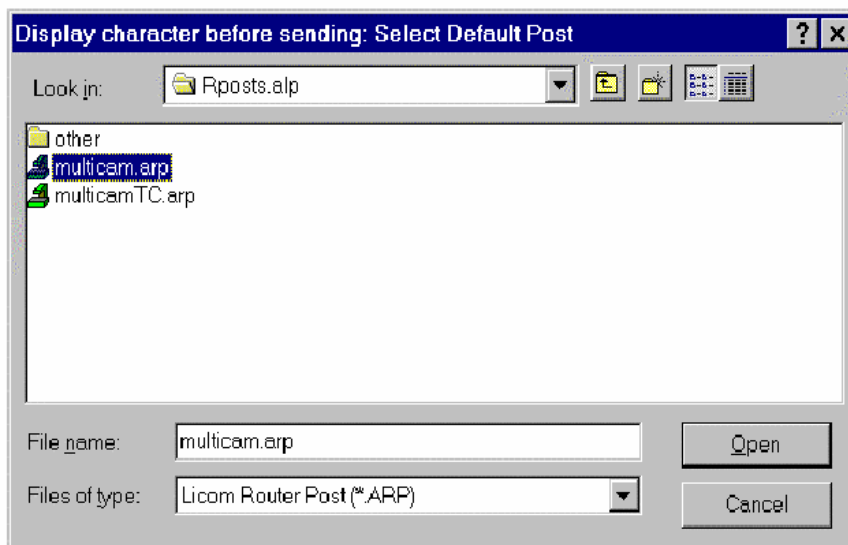 Display character before sending: Select Default Post
Look in:
Rposts.alp
other
multicam.arp
multicamTC.arp
File name:
multicam.arp
Open
Files of type:
Licom Router Post (*.ARP)
Cancel